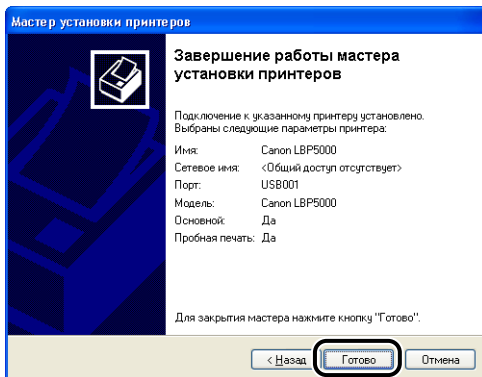 Мастер установки принтеров
Завершение работы мастера
установки принтеров
Подключение к указанному принтеру установлено.
Выбраны следующие параметры принтера:
Имя: Canon LBP5000
Сетевое имя: <Общий доступ отсутствует>
Порт: USB001
Модель: Canon LBP5000
Основной: Да
Пробная печать: Да
Для закрытия мастера нажмите кнопку "Готово".
< Назад Готово Отмена